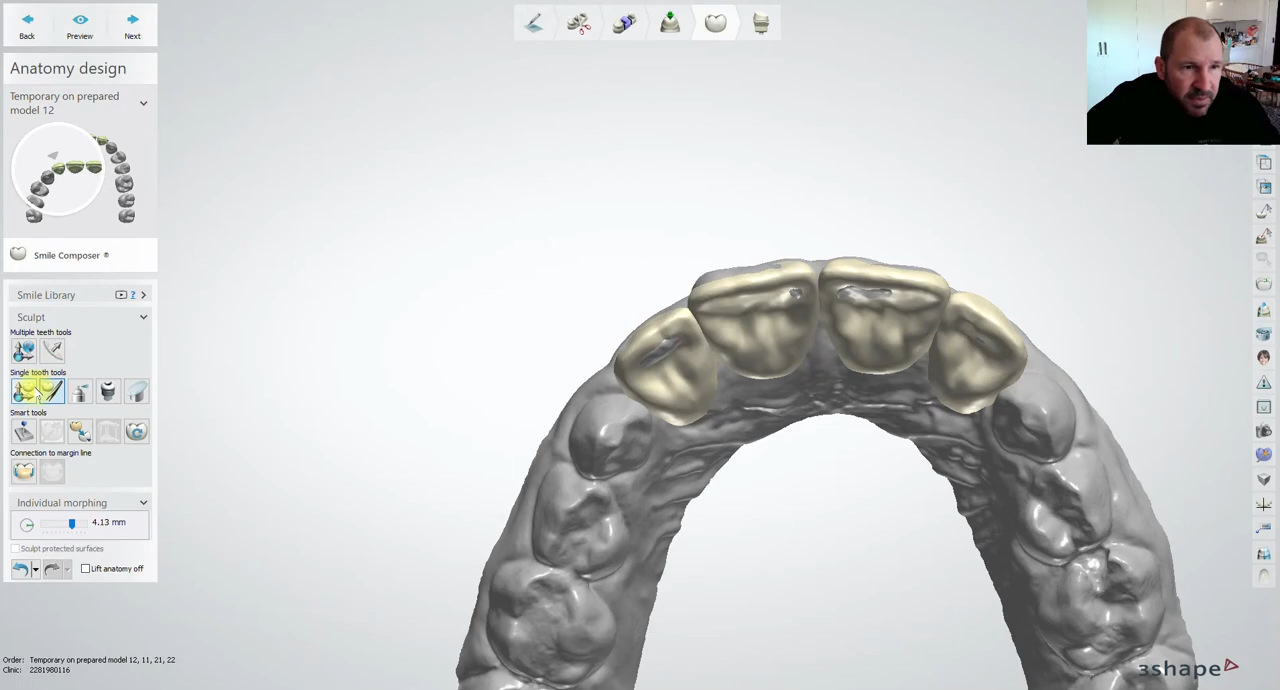 Back
Preview
Next
Anatomy design
Temporary on prepared
model 12
Smile Composer ®
Smile Library
?
Sculpt
Multiple teeth tools
Single tooth tools
Smart tools
Connection to margin line
Individual morphing
4.13 mm
Sculpt protected surfaces
Lift anatomy off
Order: Temporary on prepared model 12, 11, 21, 22
Clinic: 2281980116
3shape